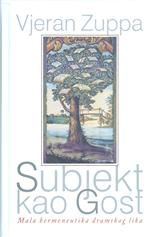 Vjeran Zuppa
Subjekt
kao Gost
Mala hermeneutika dramskog lika